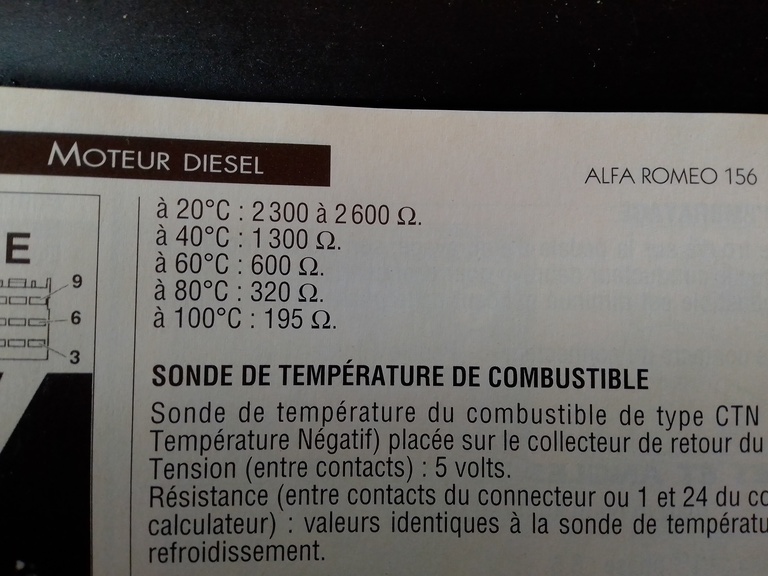 MOTEUR DIESEL
ALFA ROMEO 156
E
9
6
3
à 20°C : 2 300 à 2 600 Ω.
à 40°C : 1 300 Ω.
à 60°C : 600 Ω.
à 80°C : 320 Ω.
à 100°C : 195 Ω.
SONDE DE TEMPÉRATURE DE COMBUSTIBLE
Sonde de température du combustible de type CTN
Température Négatif) placée sur le collecteur de retour du
Tension (entre contacts) : 5 volts.
Résistance (entre contacts du connecteur ou 1 et 24 du co
calculateur) : valeurs identiques à la sonde de températu
refroidissement.